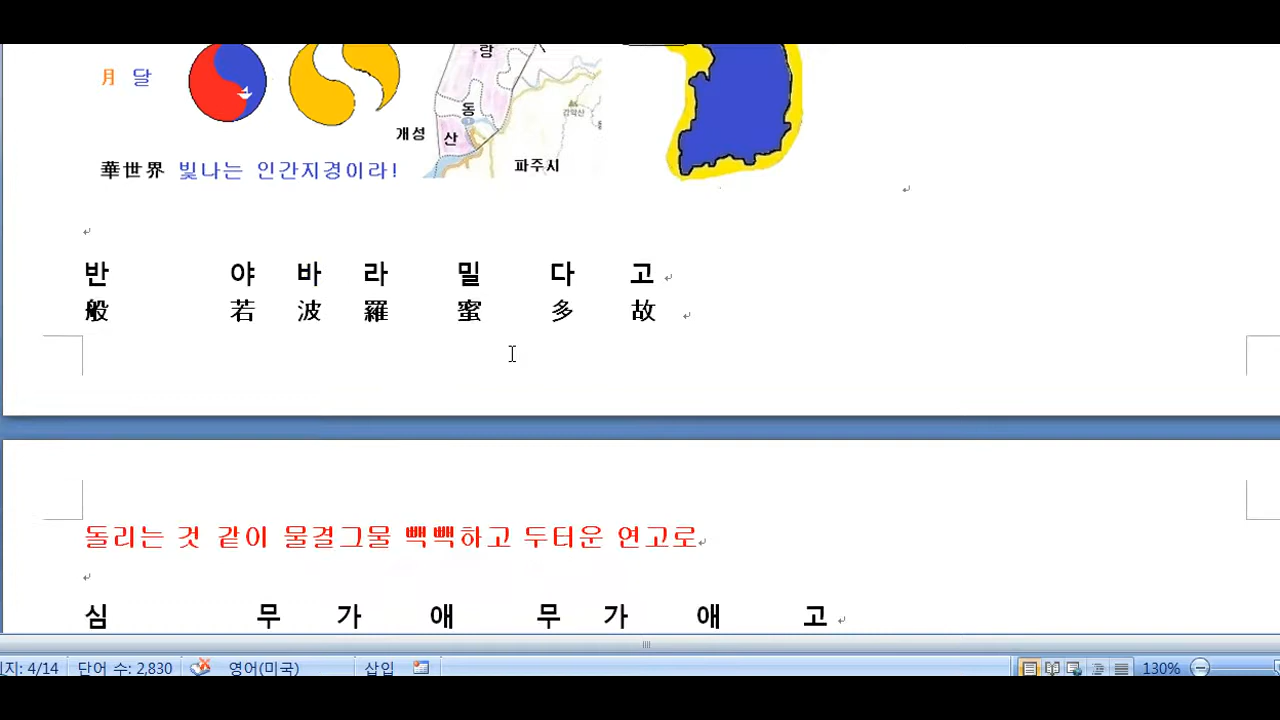 랑
月 달
동
개성 산
파주시
華世界 빛나는 인간지경이라!
반 야 바 라 밀 다 고
般 若 波 羅 蜜 多 故
돌리는 것 같이 물결그물 빽빽하고 두터운 연고로
심 무 가 애 무 가 애 고
지: 4/14 단어 수: 2,830 영어(미국) 삽입 130%